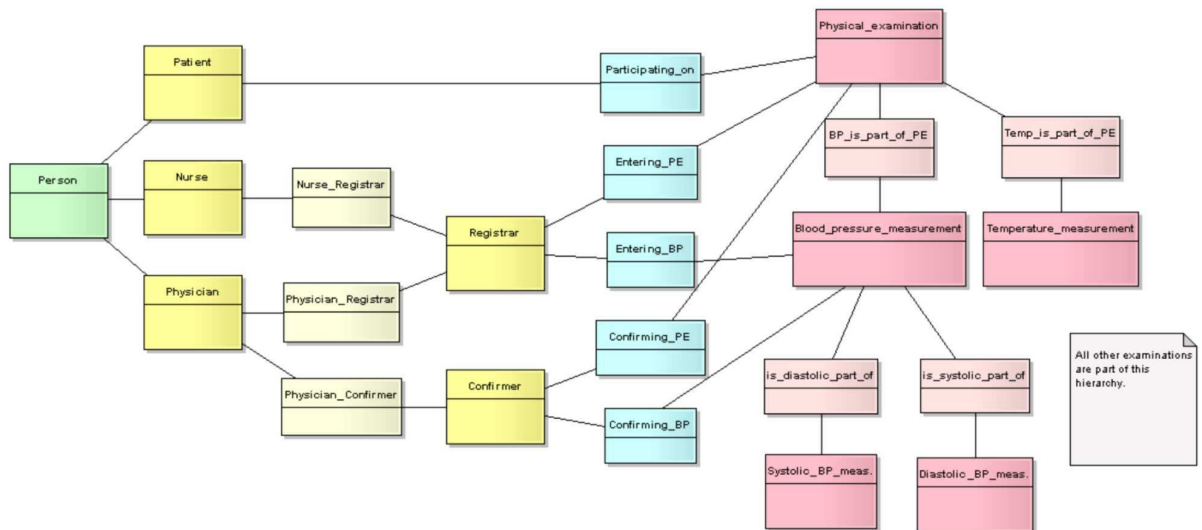 Physical_examination
Patient
Participating_on
BP_is_part_of_PE
Temp_is_part_of_PE
Entering_PE
Person
Nurse
Nurse_Registrar
Registrar
Blood_pressure_measurement
Temperature_measurement
Entering_BP
Physician
Physician_Registrar
Confirming_PE
All other examinations
are part of this
hierarchy.
is_diastolic_part_of
is_systolic_part_of
Physician_Confirmer
Confirmer
Confirming_BP
Systolic_BP_meas.
Diastolic_BP_meas.